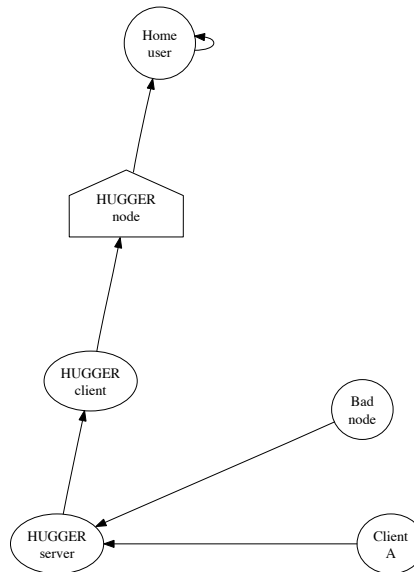 Home
user
HUGGER
node
HUGGER
client
Bad
node
HUGGER
server
Client
A